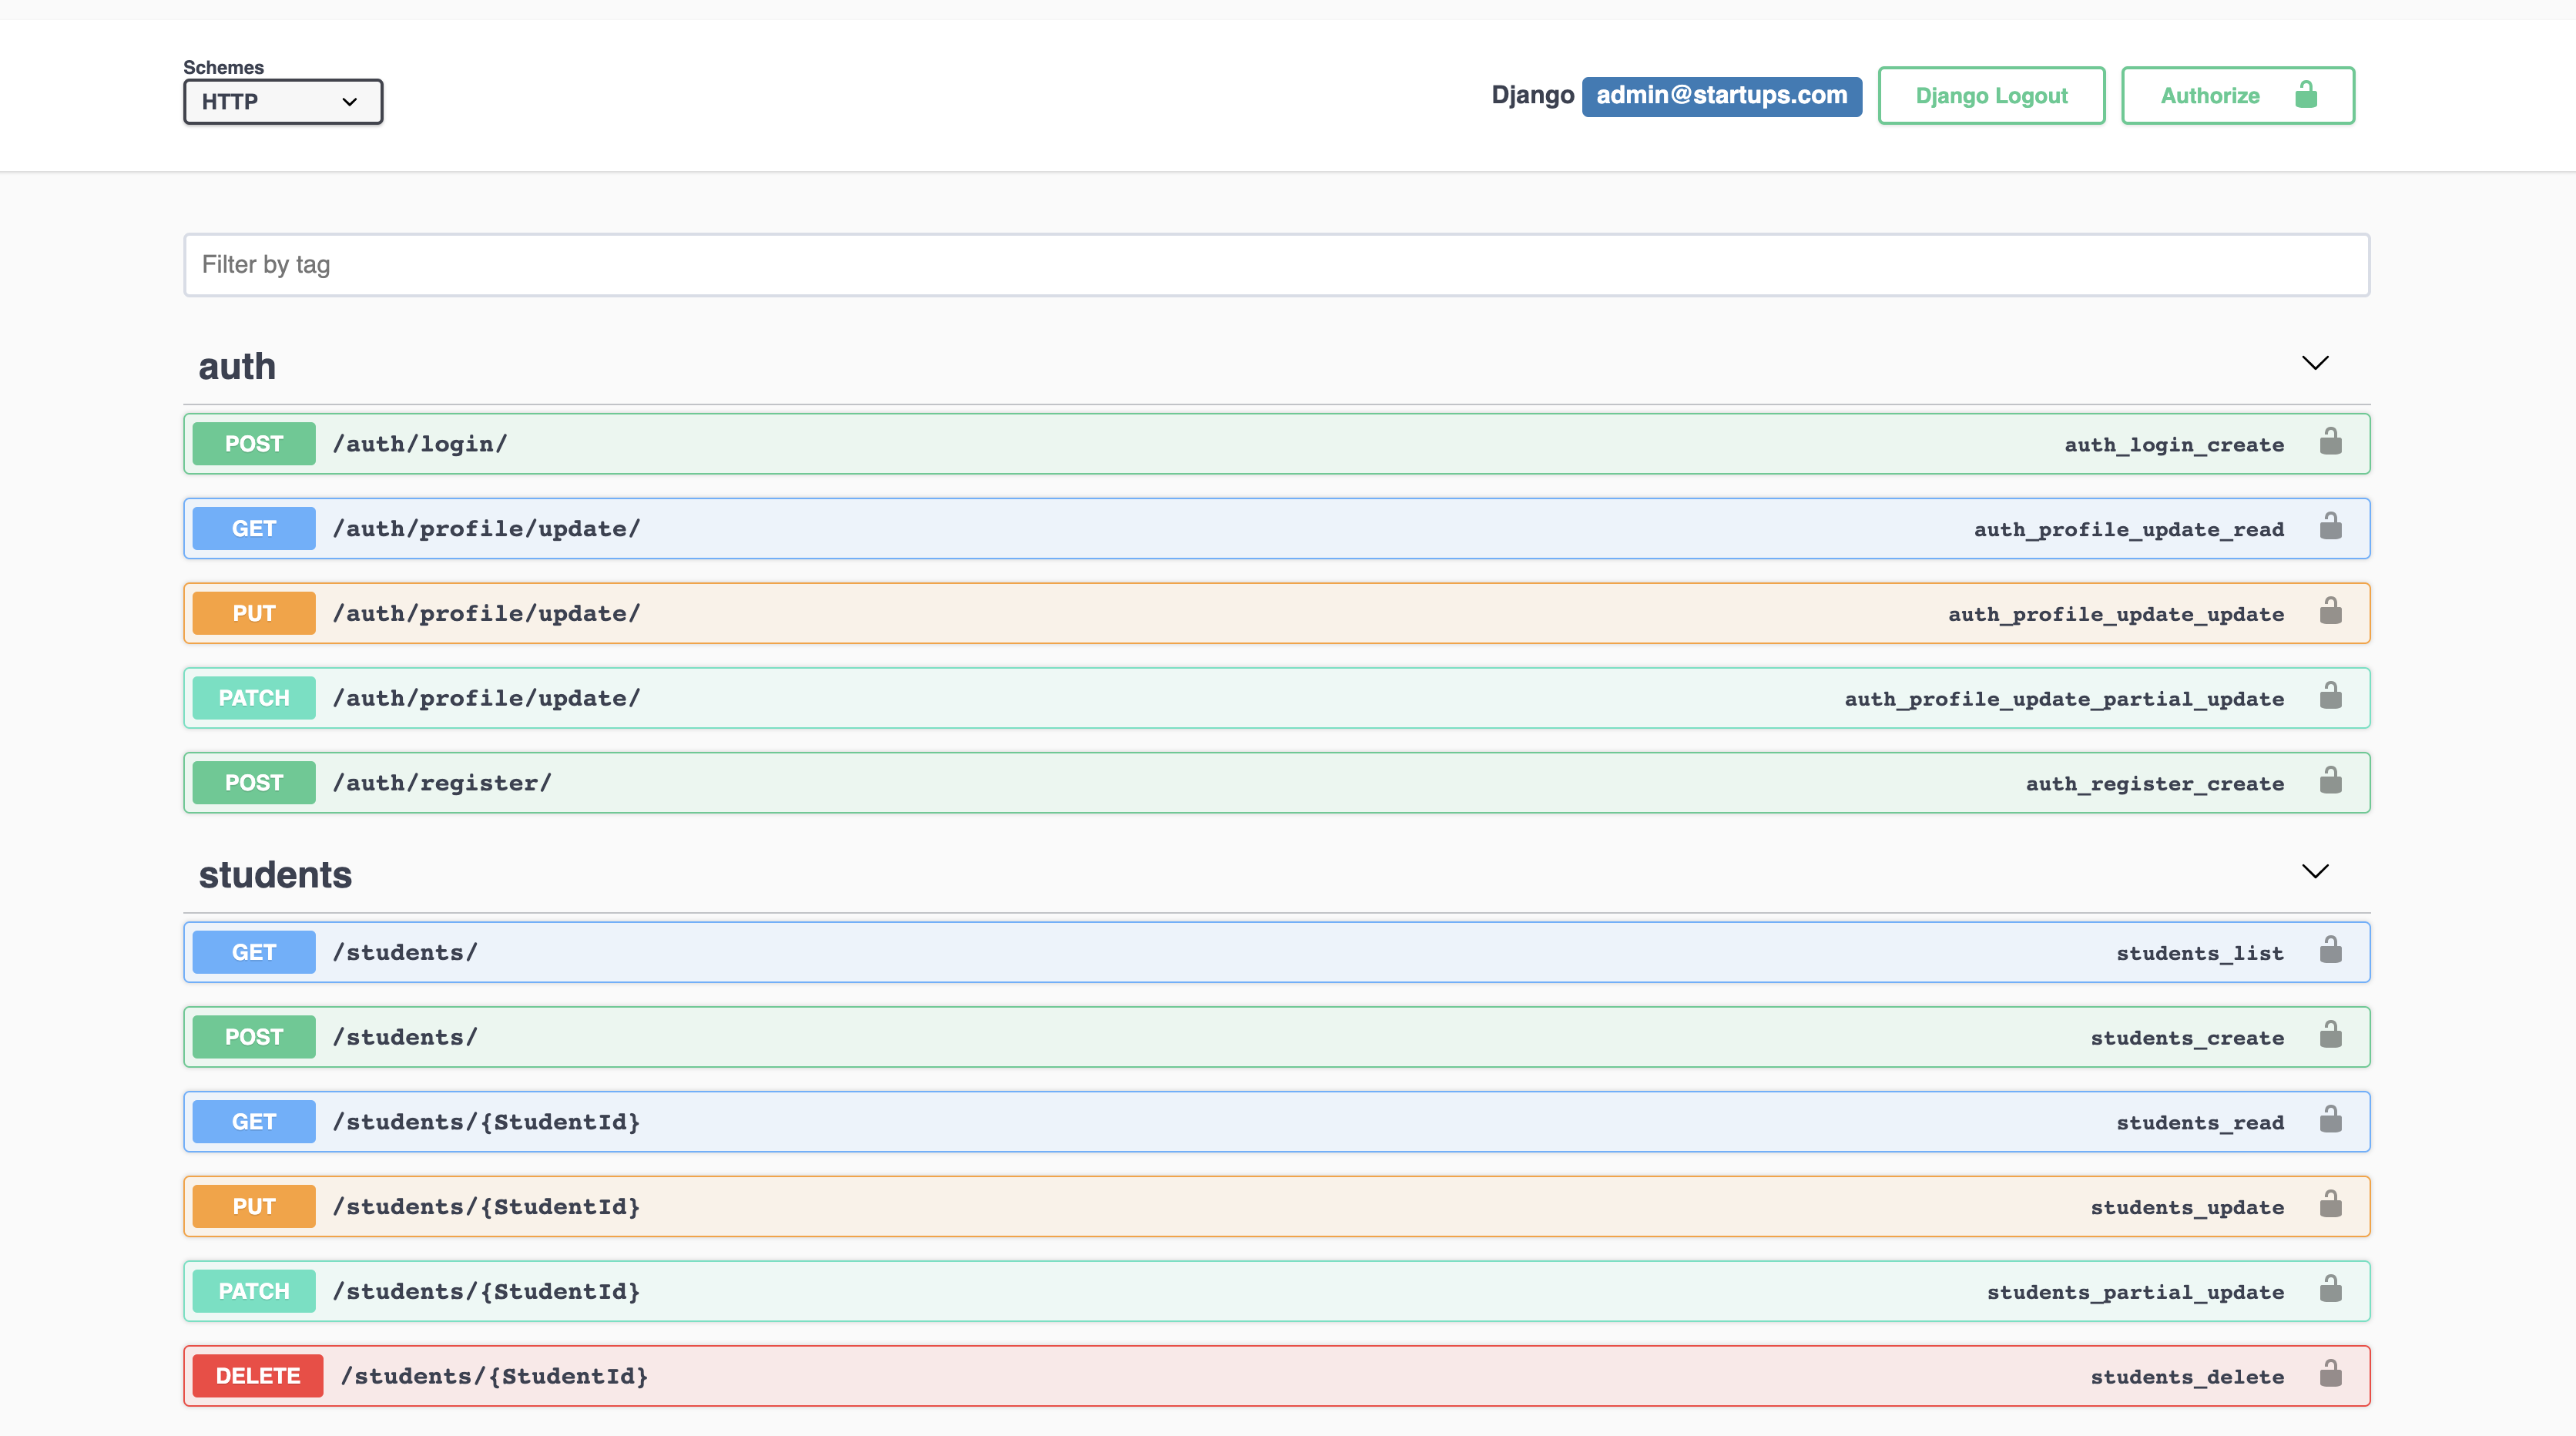 Schemes
HTTP
Django admin@startups.com Django Logout Authorize
Filter by tag
auth
POST /auth/login/ auth_login_create
GET /auth/profile/update/ auth_profile_update_read
PUT /auth/profile/update/ auth_profile_update_update
PATCH /auth/profile/update/ auth_profile_update_partial_update
POST /auth/register/ auth_register_create
students
GET /students/ students_list
POST /students/ students_create
GET /students/{StudentId} students_read
PUT /students/{StudentId} students_update
PATCH /students/{StudentId} students_partial_update
DELETE /students/{StudentId} students_delete